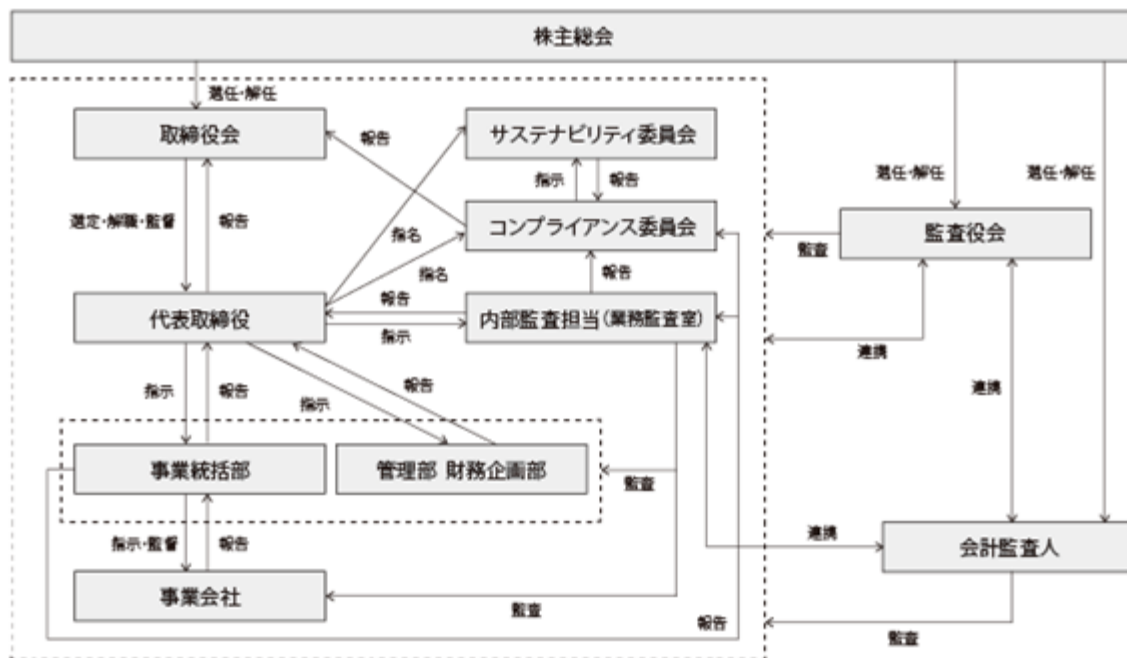 株主総会
選任・解任
取締役会
報告
サステナビリティ委員会
指示
報告
選任・解任
選任・解任
選定・解職・監督
報告
指名
コンプライアンス委員会
監査役会
監査
指名
報告
報告
代表取締役
内部監査担当(業務監査室)
指示
連携
指示
報告
指示
報告
連携
事業統括部
管理部 財務企画部
監査
指示・監督
報告
連携
会計監査人
事業会社
監査
報告
監査